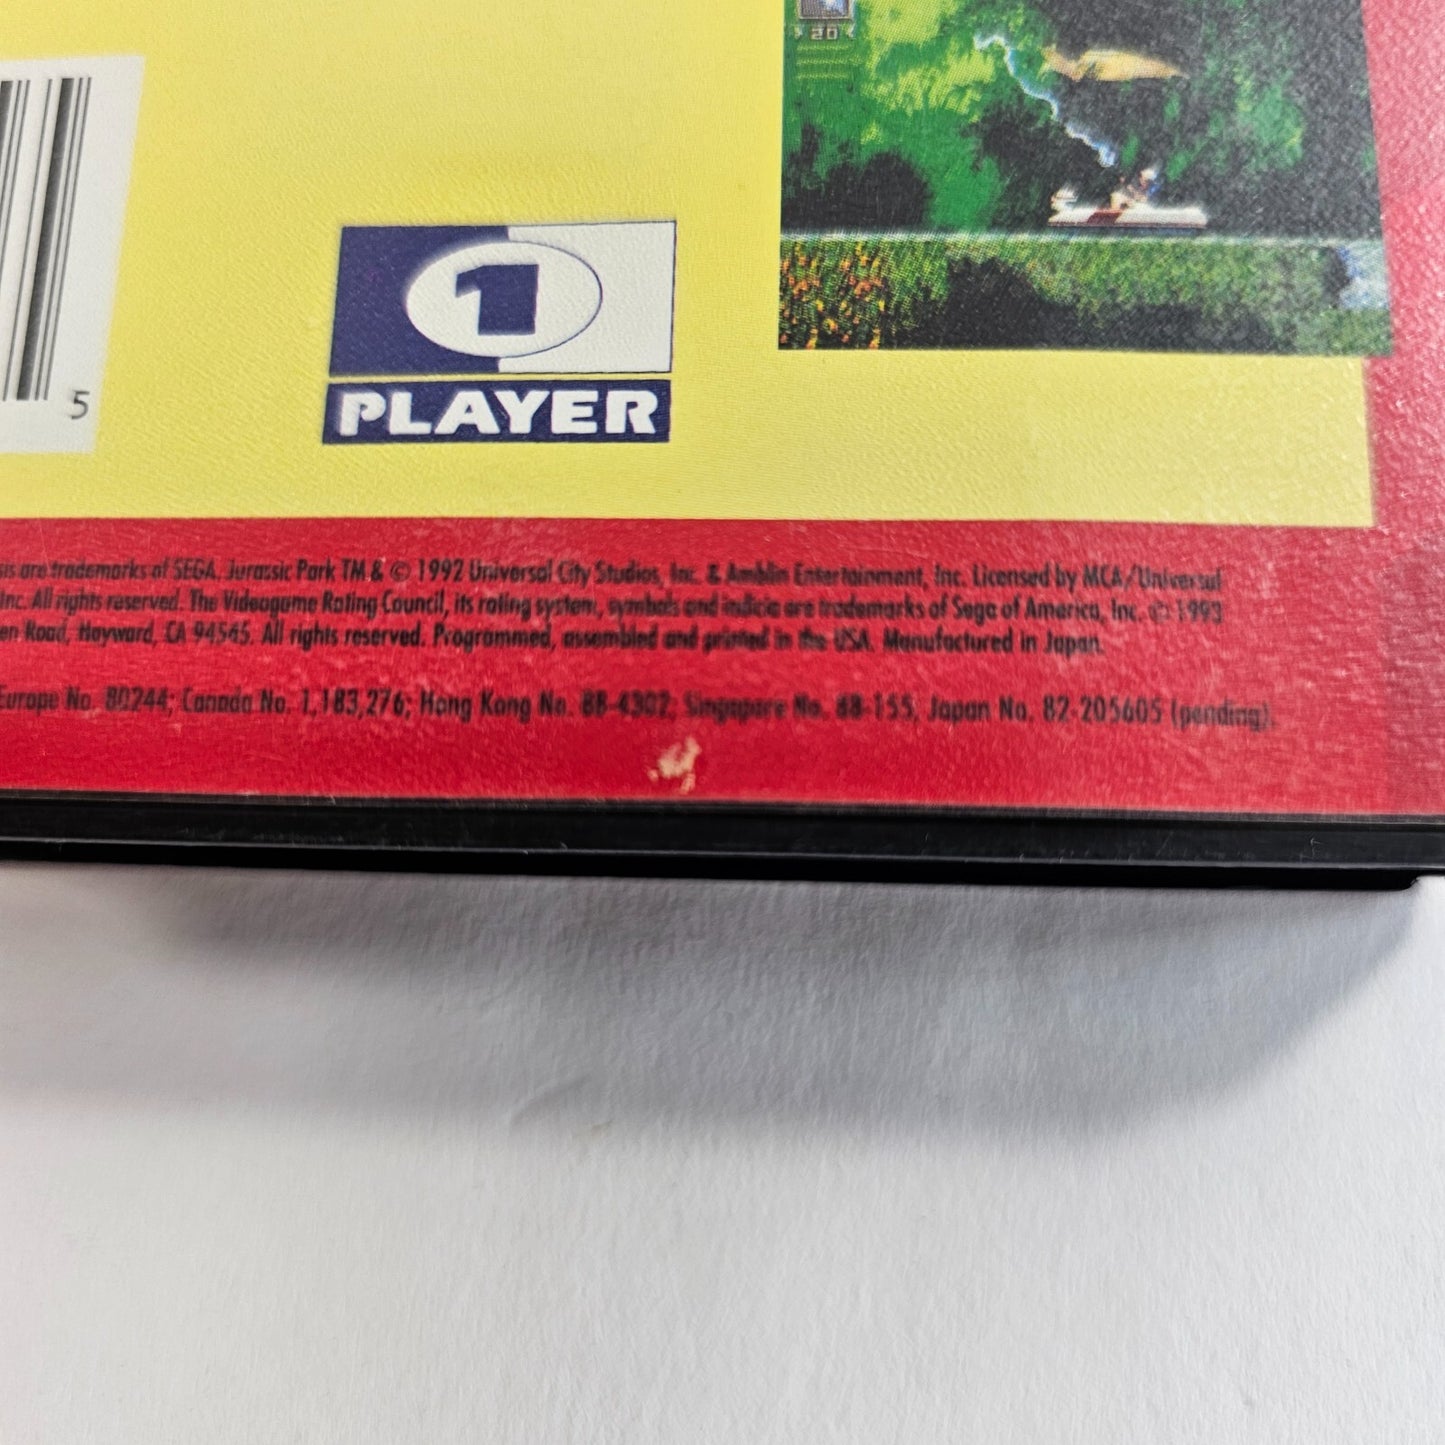 20
5
1
PLAYER
are trademarks of SEGA. Jurassic Park TM & © 1992 Universal City Studios, Inc. & Amblin Entertainment, Inc. Licensed by MCA/Universal
Inc. All rights reserved. The Videogame Rating Council, its rating system, symbols and indicia are trademarks of Sega of America, Inc. © 1993
Road, Hayward, CA 94545. All rights reserved. Programmed, assembled and printed in the USA. Manufactured in Japan.
Europe No. 80244; Canada No. 1,183,276; Hong Kong No. 88-4302; Singapore No. 88-155; Japan No. 82-205605 (pending).